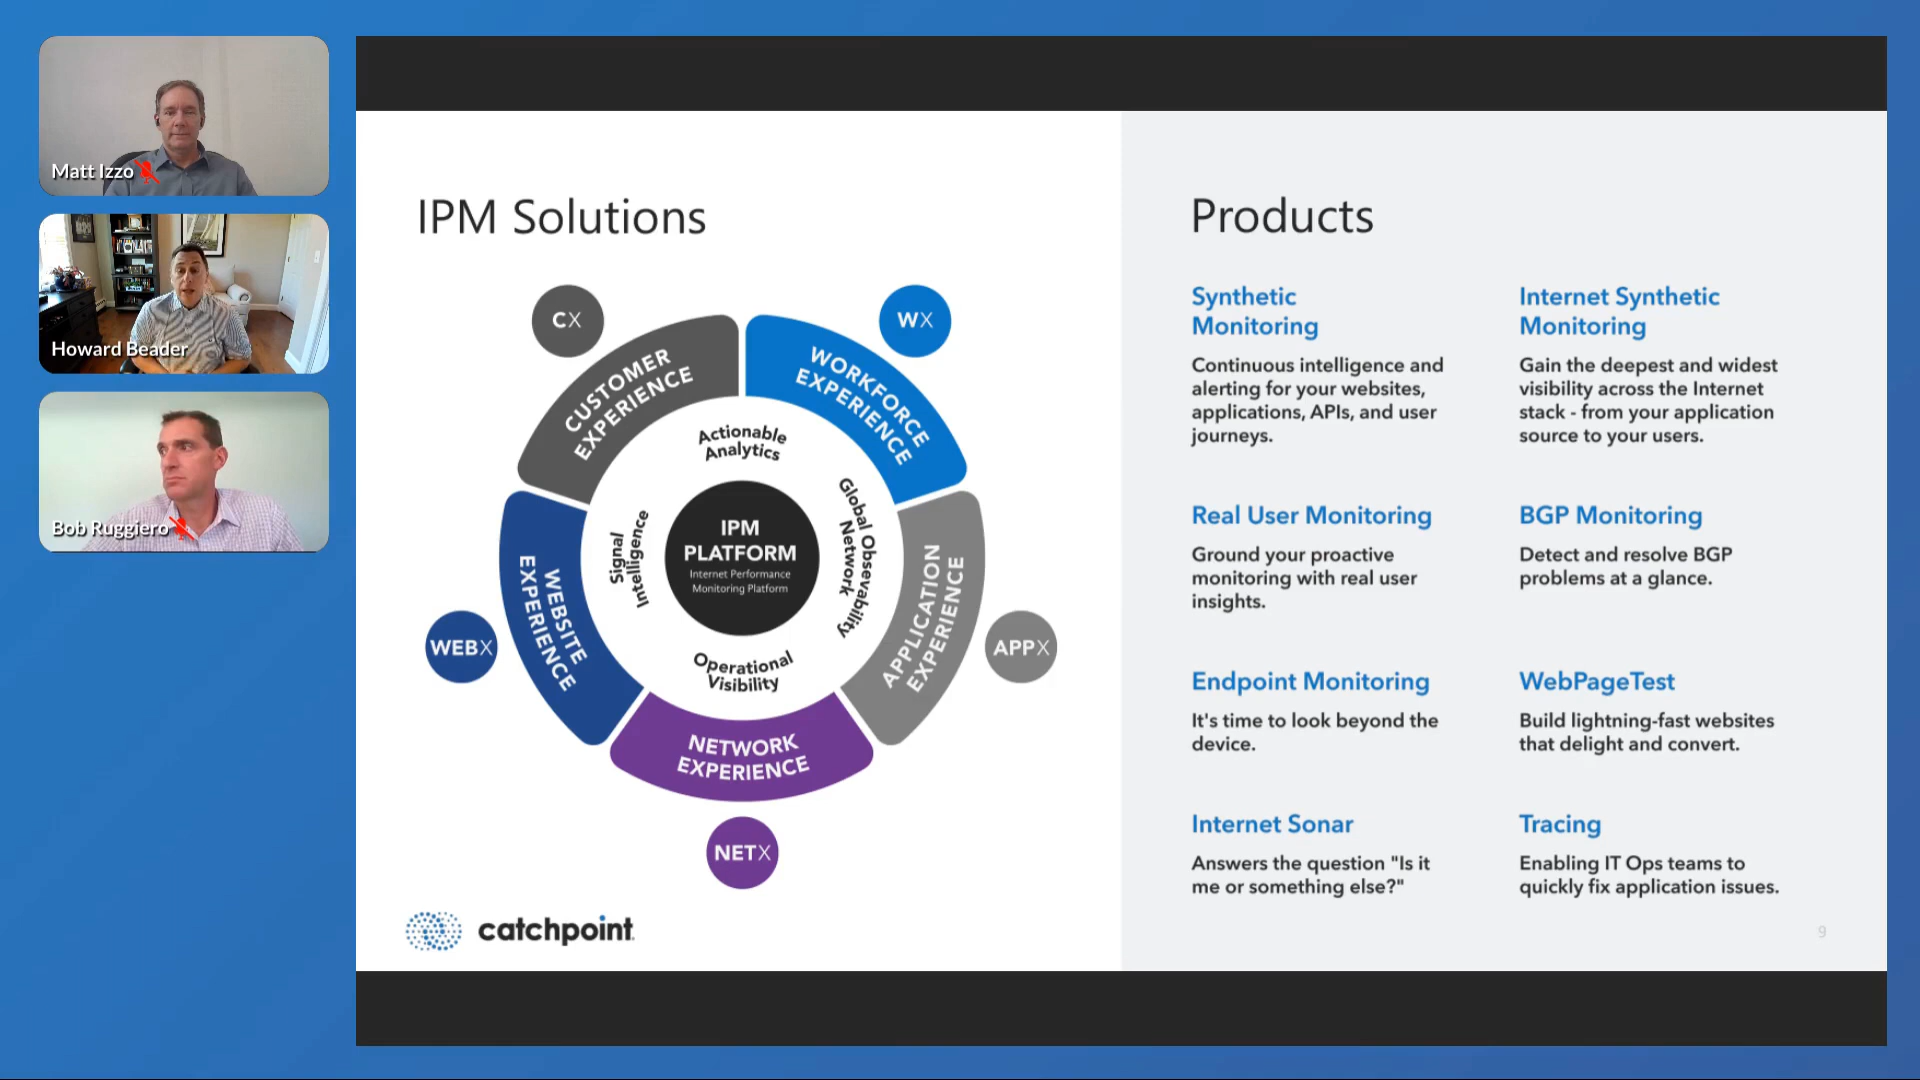 Matt Izzo
Howard Beader
Bob Ruggiero
IPM Solutions
CX
WX
CUSTOMER
EXPERIENCE
WORKFORCE
EXPERIENCE
Actionable
Analytics
Signal
Intelligence
IPM
PLATFORM
Internet Performance
Monitoring Platform
Global Obsevability
Network
WEBSITE
EXPERIENCE
APPLICATION
EXPERIENCE
WEBX
APPX
Operational
Visibility
NETWORK
EXPERIENCE
NETX
catchpoint.
Products
Synthetic
Monitoring
Continuous intelligence and
alerting for your websites,
applications, APIs, and user
journeys.
Internet Synthetic
Monitoring
Gain the deepest and widest
visibility across the Internet
stack - from your application
source to your users.
Real User Monitoring
Ground your proactive
monitoring with real user
insights.
BGP Monitoring
Detect and resolve BGP
problems at a glance.
Endpoint Monitoring
It's time to look beyond the
device.
WebPageTest
Build lightning-fast websites
that delight and convert.
Internet Sonar
Answers the question "Is it
me or something else?"
Tracing
Enabling IT Ops teams to
quickly fix application issues.
9